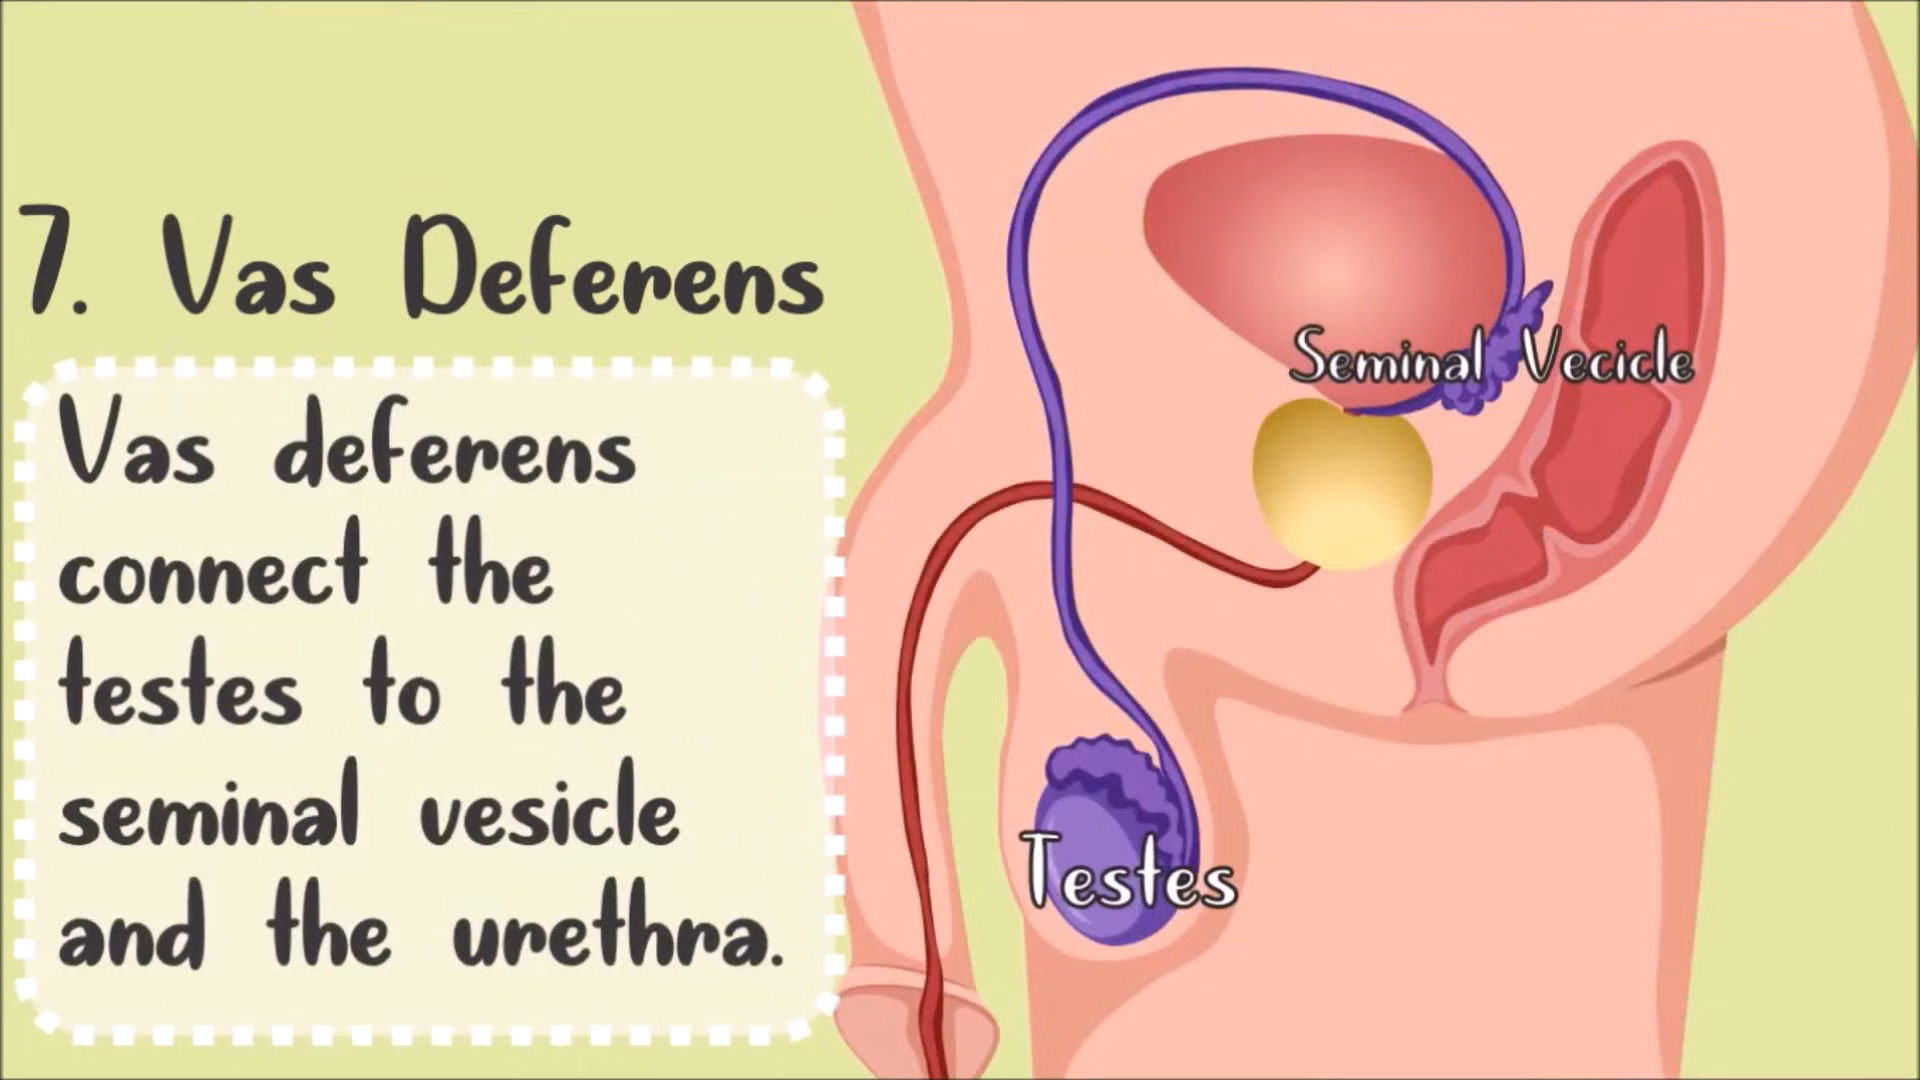 7. Vas Deferens
Vas deferens
connect the
testes to the
seminal vesicle
and the urethra.
Seminal Vecicle
Testes